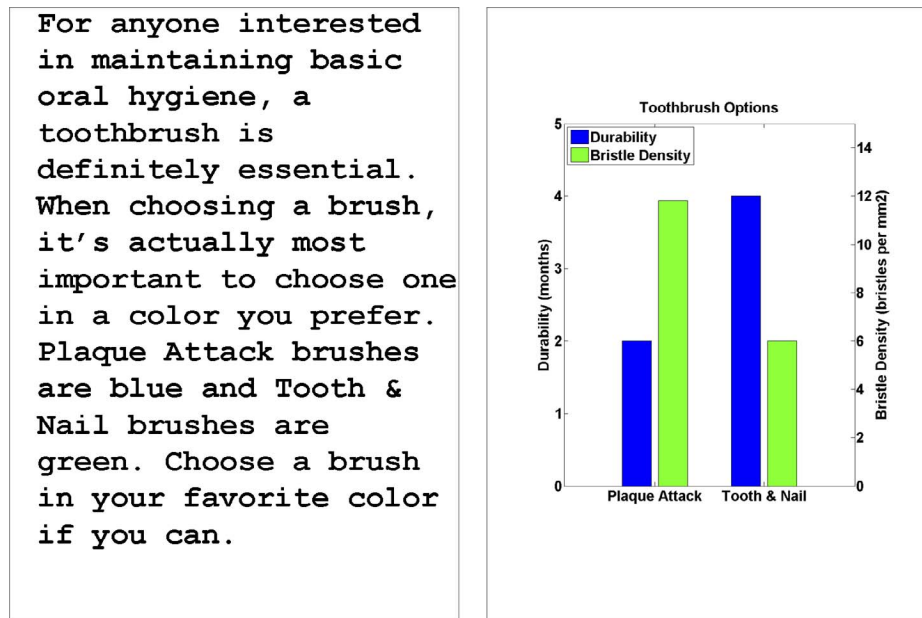 For anyone interested
in maintaining basic
oral hygiene, a
toothbrush is
definitely essential.
When choosing a brush,
it's actually most
important to choose one
in a color you prefer.
Plaque Attack brushes
are blue and Tooth &
Nail brushes are
green. Choose a brush
in your favorite color
if you can.
Toothbrush Options
Durability
Bristle Density
Durability (months)
5
4
3
2
1
0
Bristle Density (bristles per mm2)
14
12
10
8
6
4
2
0
Plaque Attack Tooth & Nail